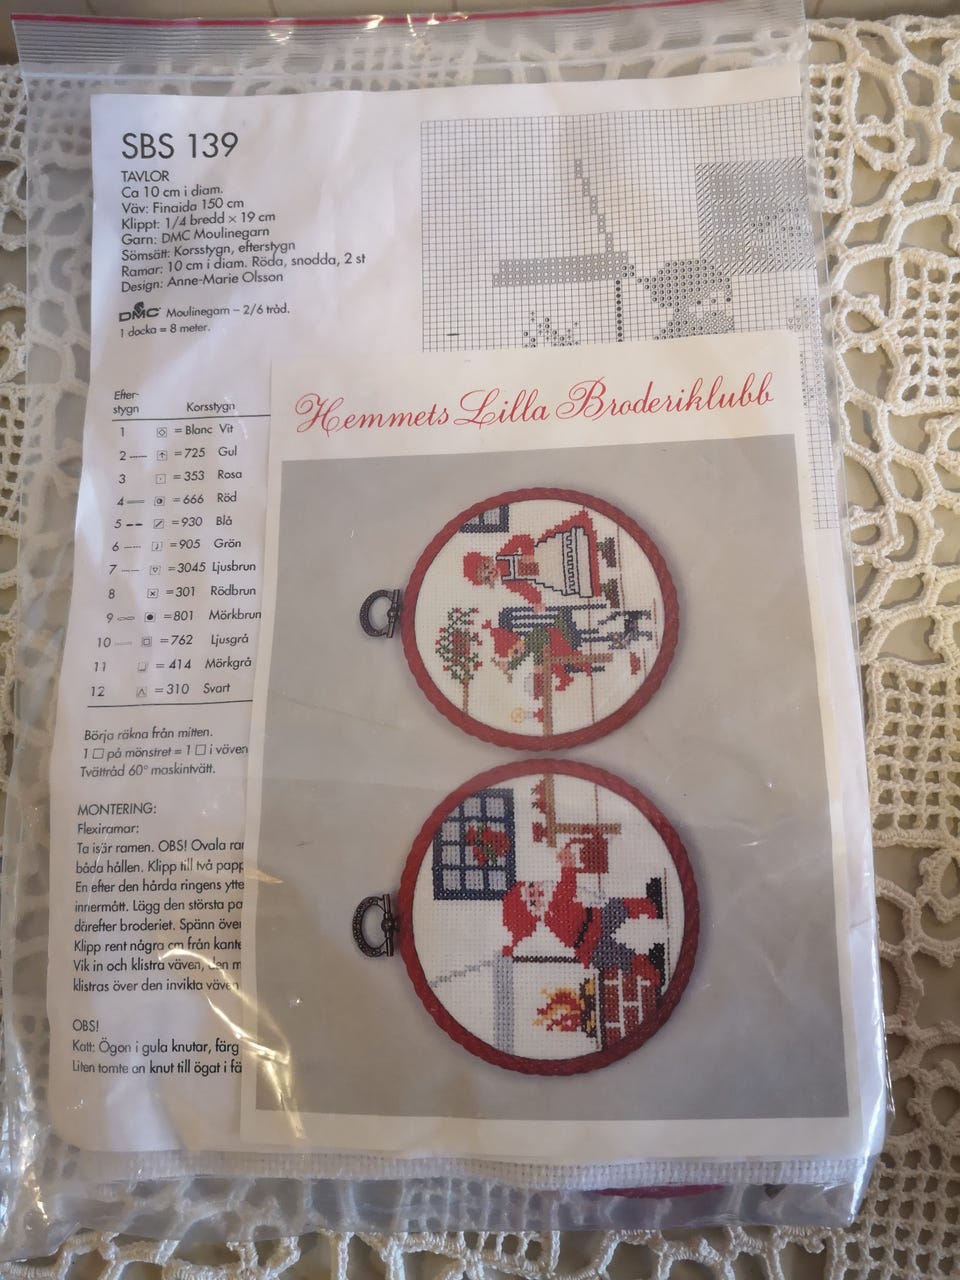 SBS 139
TAVLOR
Ca 10 cm i diam.
Väv: Finaida 150 cm
Klippt: 1/4 bredd × 19 cm
Garn: DMC Moulinegarn
Sömsätt: Korsstygn, efterstygn
Ramar: 10 cm i diam. Röda, snodda, 2 st
Design: Anne-Marie Olsson
DMC Moulinegarn – 2/6 tråd.
1 docka = 8 meter.
Efter-
stygn Korsstygn
1 = Blanc Vit
2 = 725 Gul
3 = 353 Rosa
4 = 666 Röd
5 = 930 Blå
6 = 905 Grön
7 = 3045 Ljusbrun
8 = 301 Rödbrun
9 = 801 Mörkbrun
10 = 762 Ljusgrå
11 = 414 Mörkgrå
12 = 310 Svart
Börja räkna från mitten.
1 □ på mönstret = 1 □ i väven
Tvättråd 60° maskintvätt.
MONTERING:
Flexiramar:
Ta isär ramen. OBS! Ovala ra
båda hållen. Klipp till två papp
En efter den hårda ringens ytte
innermått. Lägg den största pa
därefter broderiet. Spänn öve
Klipp rent några cm från kante
Vik in och klistra väven, den m
klistras över den invikta väven
OBS!
Katt: Ögon i gula knutar, färg
Liten tomte en knut till ögat i fä
Hemmets Lilla Broderiklubb